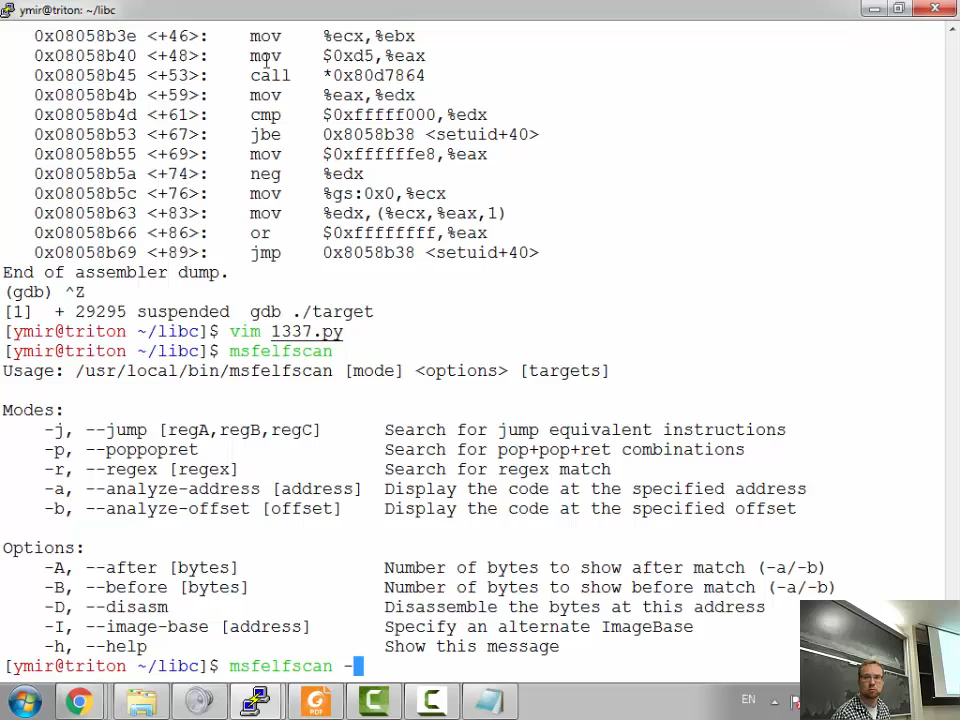 ymir@triton: ~/libc
0x08058b3e <+46>: mov %ecx,%ebx
0x08058b40 <+48>: mov $0xd5,%eax
0x08058b45 <+53>: call *0x80d7864
0x08058b4b <+59>: mov %eax,%edx
0x08058b4d <+61>: cmp $0xfffff000,%edx
0x08058b53 <+67>: jbe 0x8058b38 <setuid+40>
0x08058b55 <+69>: mov $0xffffffe8,%eax
0x08058b5a <+74>: neg %edx
0x08058b5c <+76>: mov %gs:0x0,%ecx
0x08058b63 <+83>: mov %edx,(%ecx,%eax,1)
0x08058b66 <+86>: or $0xffffffff,%eax
0x08058b69 <+89>: jmp 0x8058b38 <setuid+40>
End of assembler dump.
(gdb) ^Z
[1]  + 29295 suspended  gdb ./target
[ymir@triton ~/libc]$ vim 1337.py
[ymir@triton ~/libc]$ msfelfscan
Usage: /usr/local/bin/msfelfscan [mode] <options> [targets]
Modes:
-j, --jump [regA,regB,regC] Search for jump equivalent instructions
-p, --poppopret Search for pop+pop+ret combinations
-r, --regex [regex] Search for regex match
-a, --analyze-address [address] Display the code at the specified address
-b, --analyze-offset [offset] Display the code at the specified offset
Options:
-A, --after [bytes] Number of bytes to show after match (-a/-b)
-B, --before [bytes] Number of bytes to show before match (-a/-b)
-D, --disasm Disassemble the bytes at this address
-I, --image-base [address] Specify an alternate ImageBase
-h, --help Show this message
[ymir@triton ~/libc]$ msfelfscan -
PDF
EN